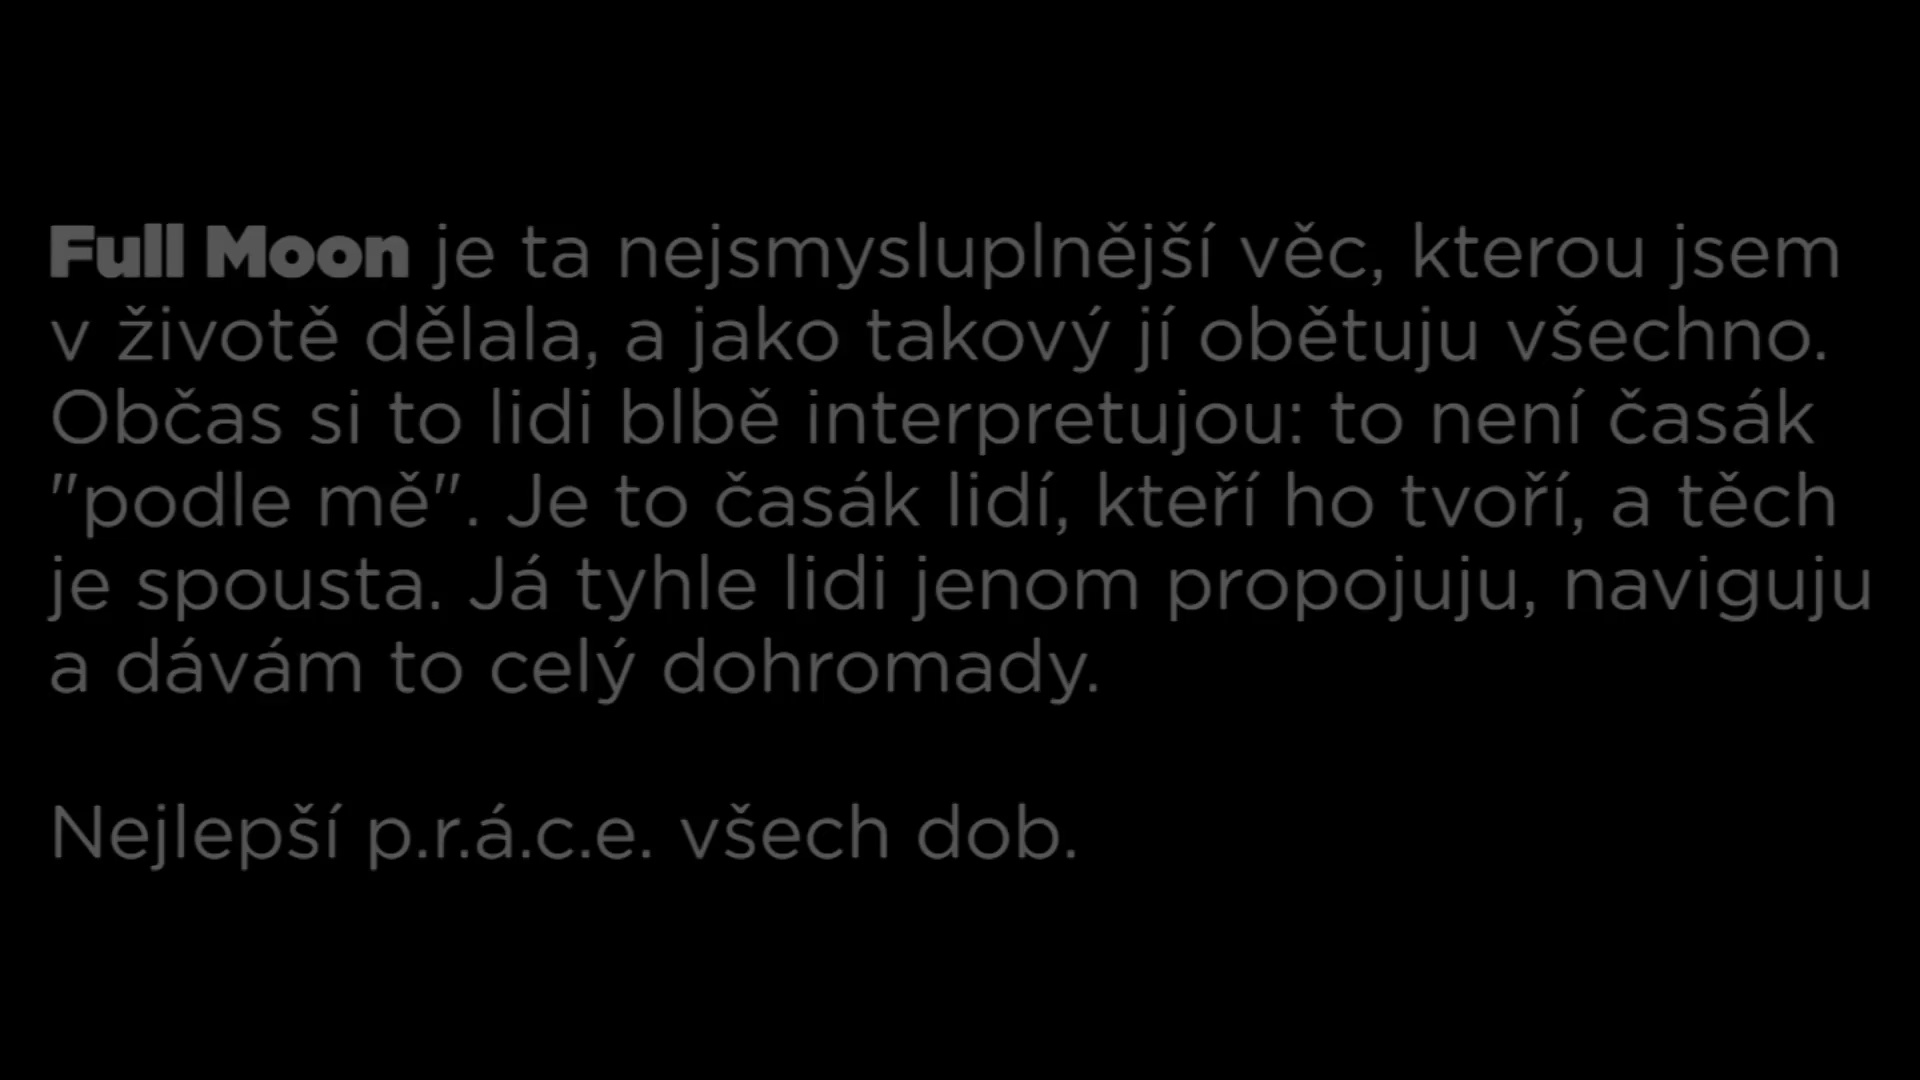 Full Moon je ta nejsmysluplnější věc, kterou jsem
v životě dělala, a jako takový jí obětuju všechno.
Občas si to lidi blbě interpretujou: to není časák
"podle mě". Je to časák lidí, kteří ho tvoří, a těch
je spousta. Já tyhle lidi jenom propojuju, naviguju
a dávám to celý dohromady.
Nejlepší p.r.á.c.e. všech dob.